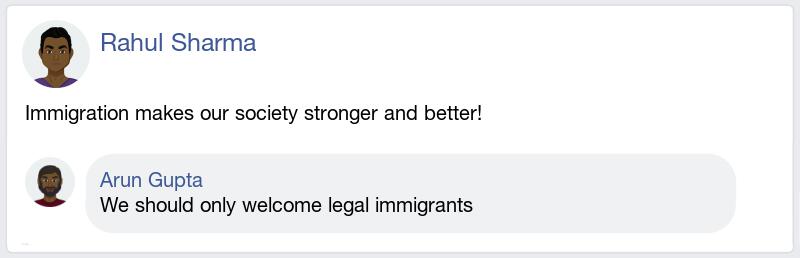 Rahul Sharma
Immigration makes our society stronger and better!
Arun Gupta
We should only welcome legal immigrants